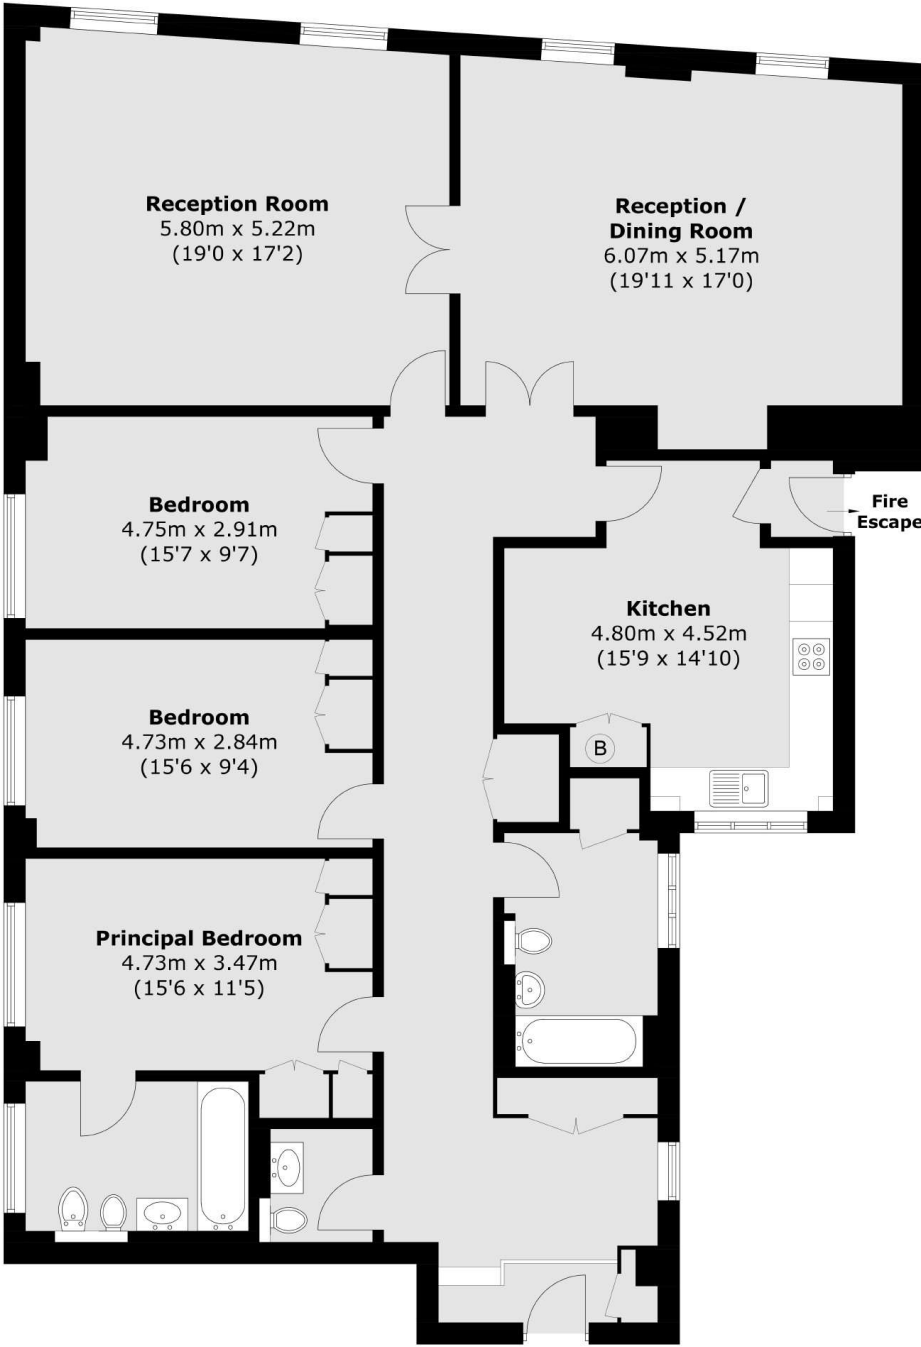 Reception Room
5.80m x 5.22m
(19'0 x 17'2)
Reception /
Dining Room
6.07m x 5.17m
(19'11 x 17'0)
Bedroom
4.75m x 2.91m
(15'7 x 9'7)
Fire
Escape
Kitchen
4.80m x 4.52m
(15'9 x 14'10)
Bedroom
4.73m x 2.84m
(15'6 x 9'4)
B
Principal Bedroom
4.73m x 3.47m
(15'6 x 11'5)